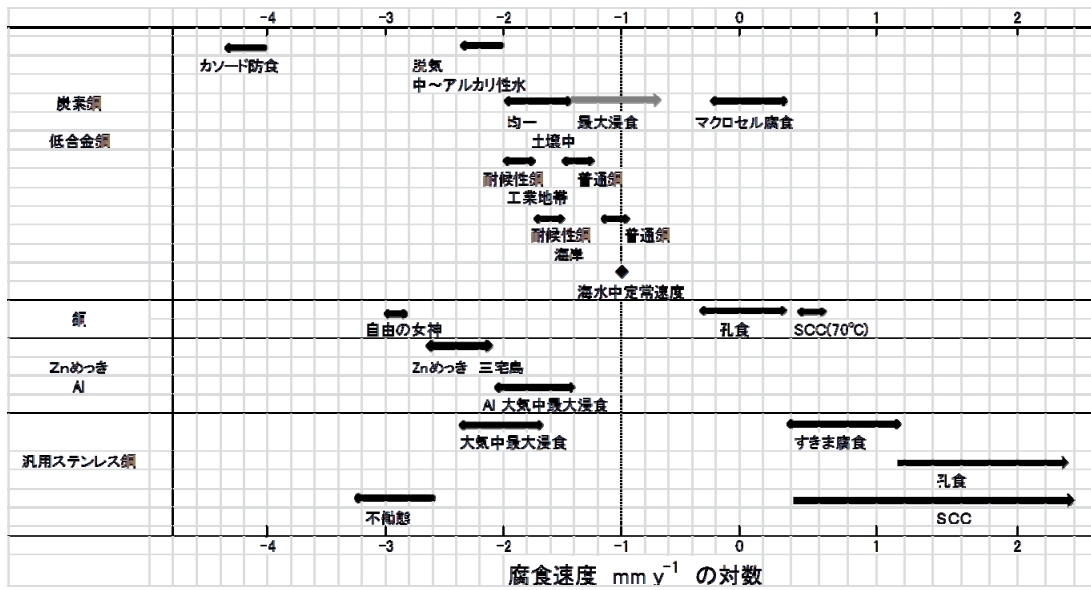 -4 -3 -2 -1 0 1 2
カソード防食
脱気
中～アルカリ性水
炭素鋼
均一 最大浸食 マクロセル腐食
低合金鋼 土壌中
耐候性鋼 普通鋼
工業地帯
耐候性鋼 普通鋼
海岸
海水中定常速度
銅
自由の女神 孔食 SCC(70℃)
Znめっき
Znめっき 三宅島
Al
Al 大気中最大浸食
大気中最大浸食 すきま腐食
汎用ステンレス鋼
孔食
不働態 SCC
-4 -3 -2 -1 0 1 2
腐食速度 mm y⁻¹ の対数